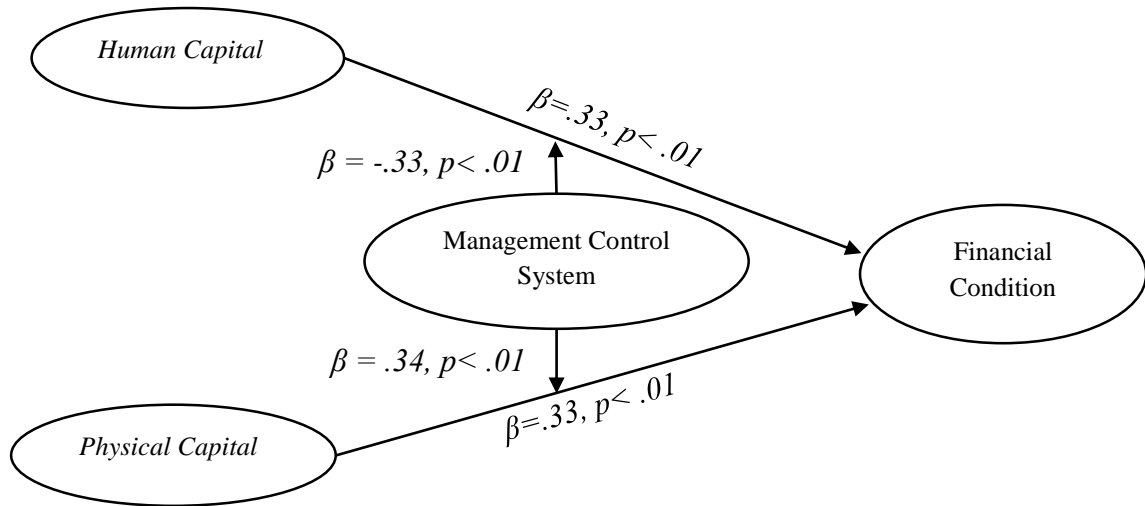 Human Capital
β=.33, p< .01
β = -.33, p< .01
Management Control
System
Financial
Condition
β = .34, p< .01
β=.33, p< .01
Physical Capital